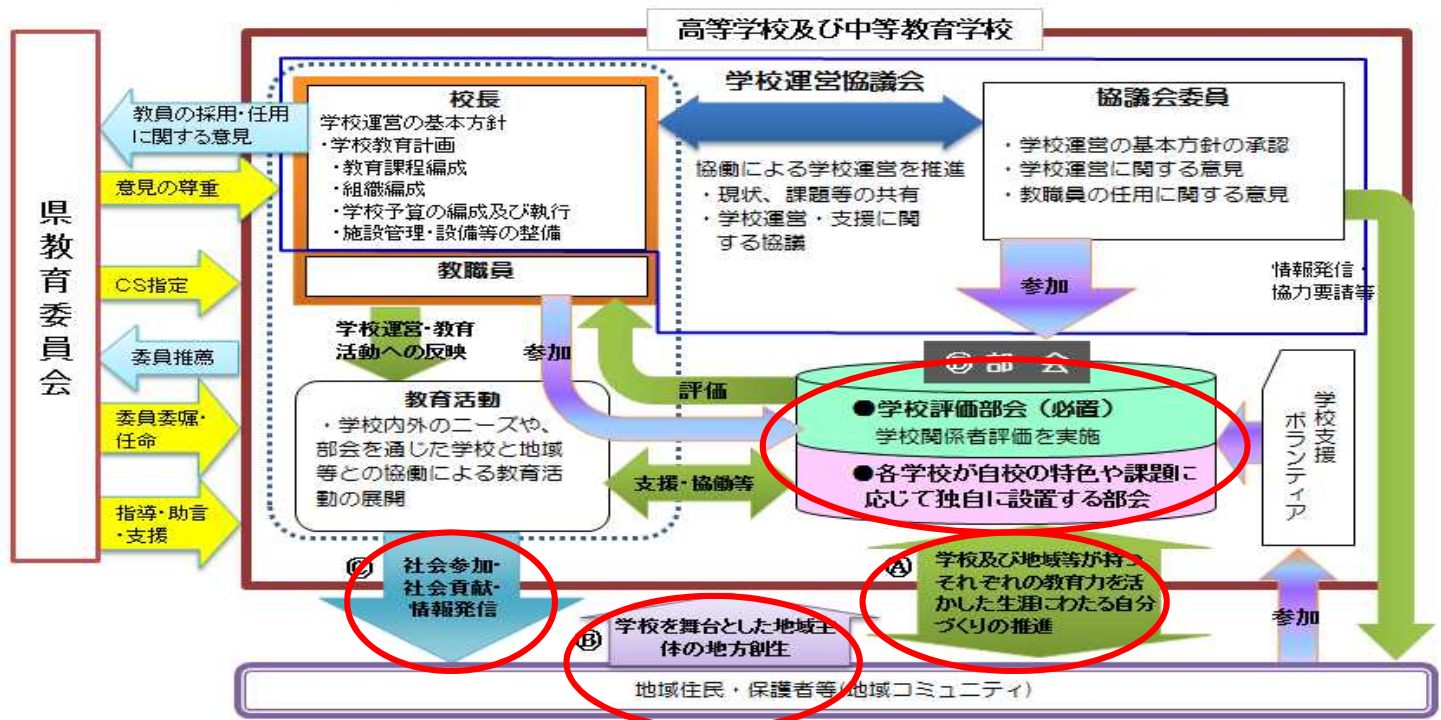 高等学校及び中等教育学校
県教育委員会
教員の採用・任用
に関する意見
意見の尊重
CS指定
委員推薦
委員委嘱・
任命
指導・助言
・支援
校長
学校運営の基本方針
・学校教育計画
・教育課程編成
・組織編成
・学校予算の編成及び執行
・施設管理・設備等の整備
教職員
学校運営協議会
協働による学校運営を推進
・現状、課題等の共有
・学校運営・支援に関
する協議
協議会委員
・学校運営の基本方針の承認
・学校運営に関する意見
・教職員の任用に関する意見
参加
情報発信・
協力要請等
学校運営・教育
活動への反映
参加
評価
教育活動
・学校内外のニーズや、
部会を通じた学校と地域
等との協働による教育活
動の展開
支援・協働等
Ⓓ部 会
●学校評価部会（必置）
学校関係者評価を実施
●各学校が自校の特色や課題に
応じて独自に設置する部会
学校支援
ボランティア
Ⓒ 社会参加・
社会貢献・
情報発信
Ⓑ 学校を舞台とした地域主
体の地方創生
Ⓐ 学校及び地域等が持つ
それぞれの教育力を活
かした生涯にわたる自分
づくりの推進
参加
地域住民・保護者等(地域コミュニティ)